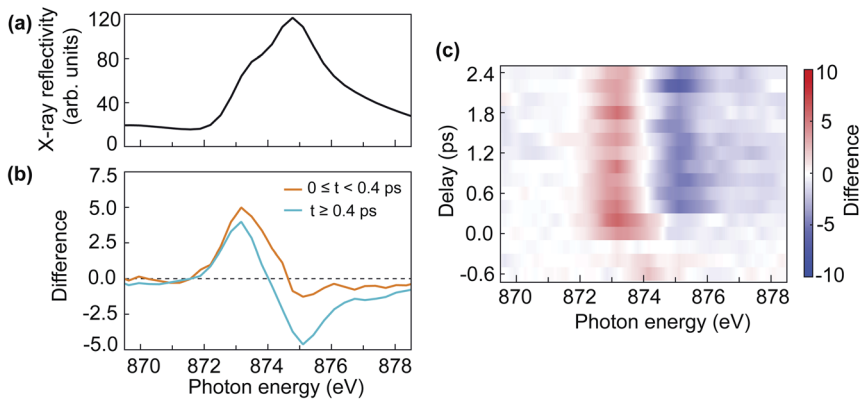 (a)
X-ray reflectivity
(arb. units)
120
80
40
0
(b)
Difference
7.5
5.0
2.5
0.0
-2.5
-5.0
0 ≤ t < 0.4 ps
t ≥ 0.4 ps
870 872 874 876 878
Photon energy (eV)
(c)
Delay (ps)
2.4
1.8
1.2
0.6
0.0
-0.6
870 872 874 876 878
Photon energy (eV)
10
5
0
-5
-10
Difference